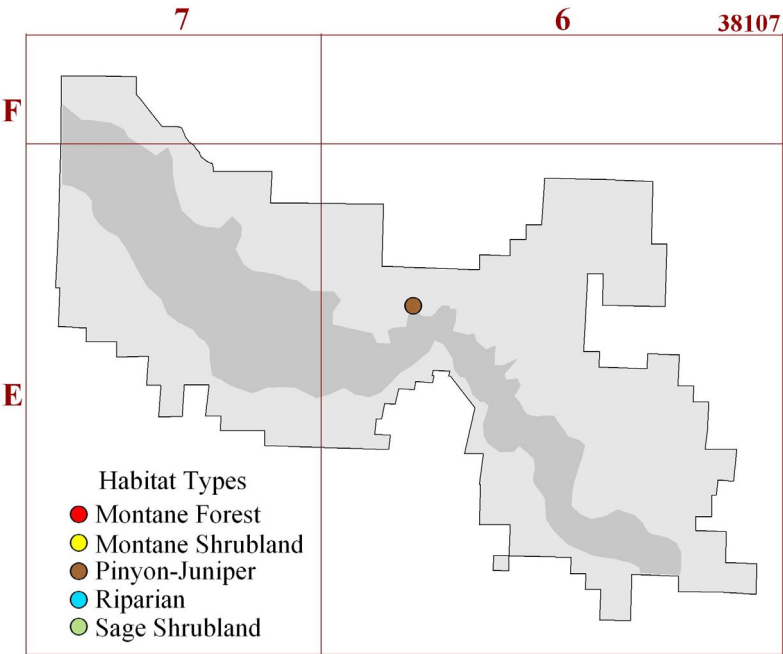 7 6 38107
F
E
Habitat Types
Montane Forest
Montane Shrubland
Pinyon-Juniper
Riparian
Sage Shrubland